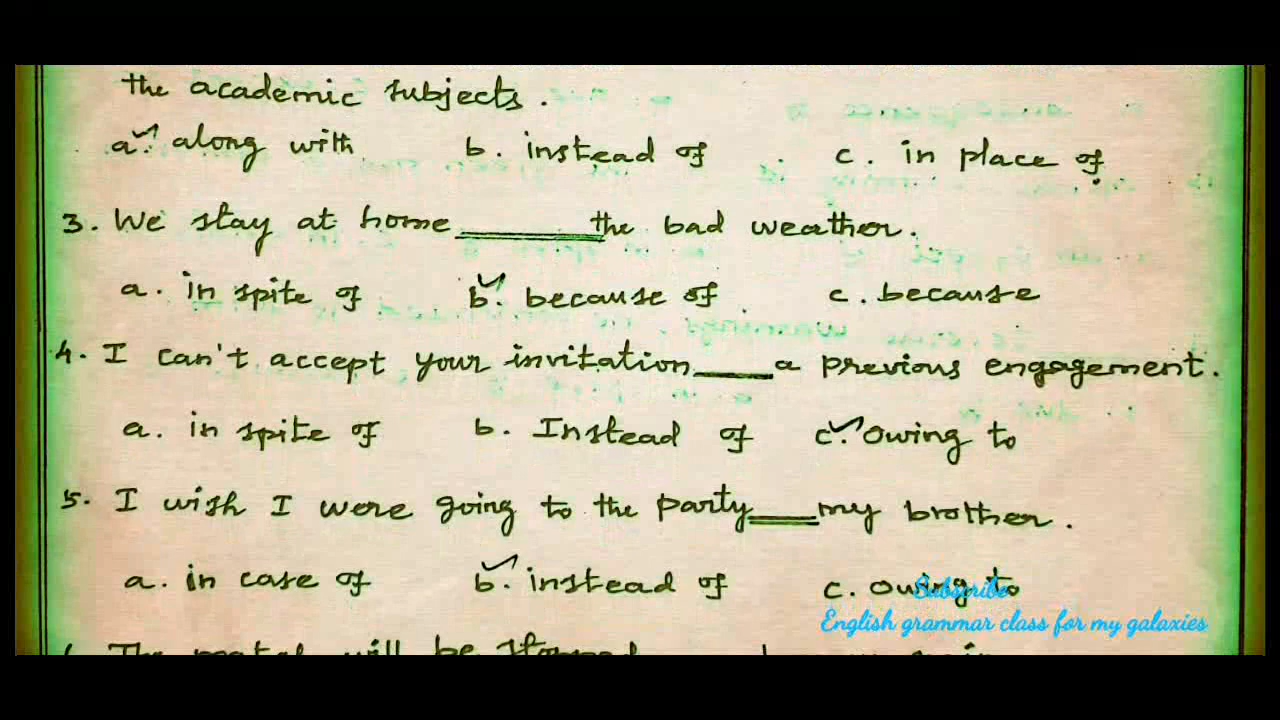 the academic subjects.
a. along with b. instead of c. in place of
3. We stay at home ______ the bad weather.
a. in spite of b. because of c. because
4. I can't accept your invitation ____ a previous engagement.
a. in spite of b. Instead of c. owing to
5. I wish I were going to the party ____ my brother.
a. in case of b. instead of c. owing to
Subscribe
English grammar class for my galaxies
will be